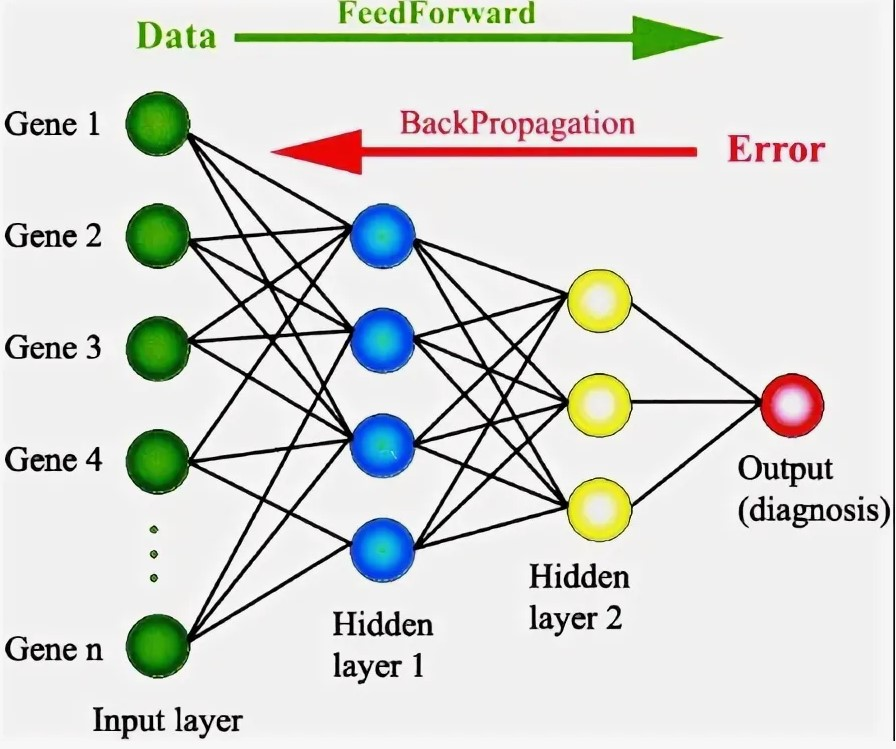 FeedForward
Data
BackPropagation
Error
Gene 1
Gene 2
Gene 3
Gene 4
Gene n
Input layer
Hidden
layer 1
Hidden
layer 2
Output
(diagnosis)